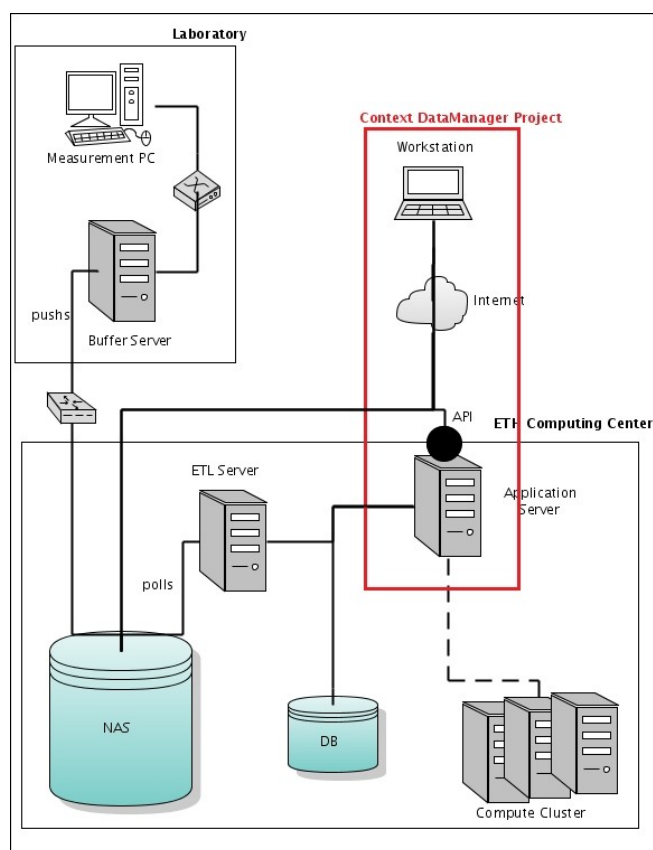 Laboratory
Measurement PC
Context DataManager Project
Workstation
pushs
Buffer Server
Internet
API
ETH Computing Center
ETL Server
Application
Server
polls
NAS
DB
Compute Cluster